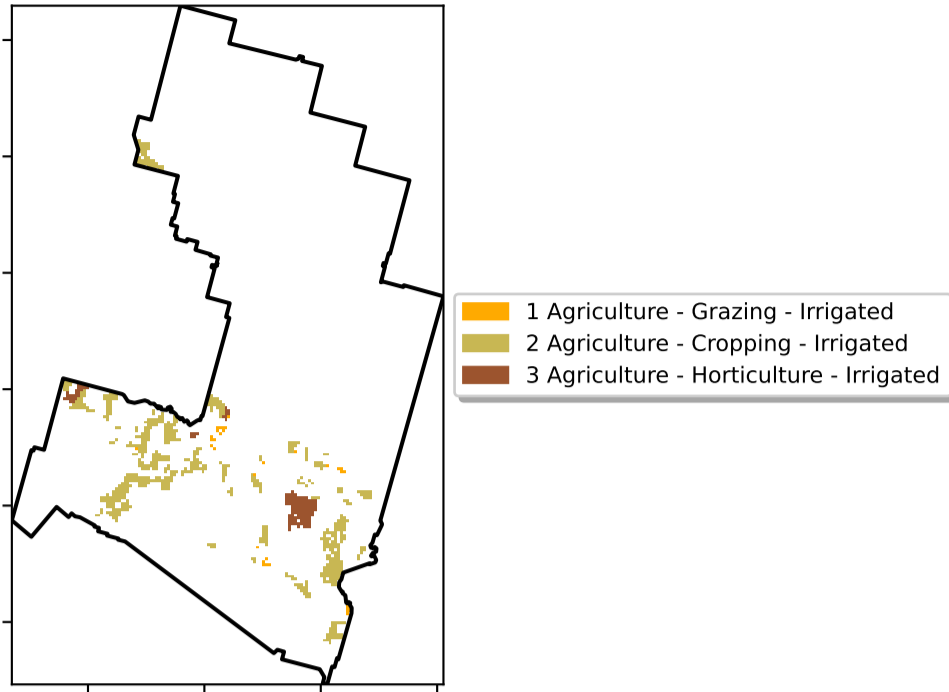 1 Agriculture - Grazing - Irrigated
2 Agriculture - Cropping - Irrigated
3 Agriculture - Horticulture - Irrigated